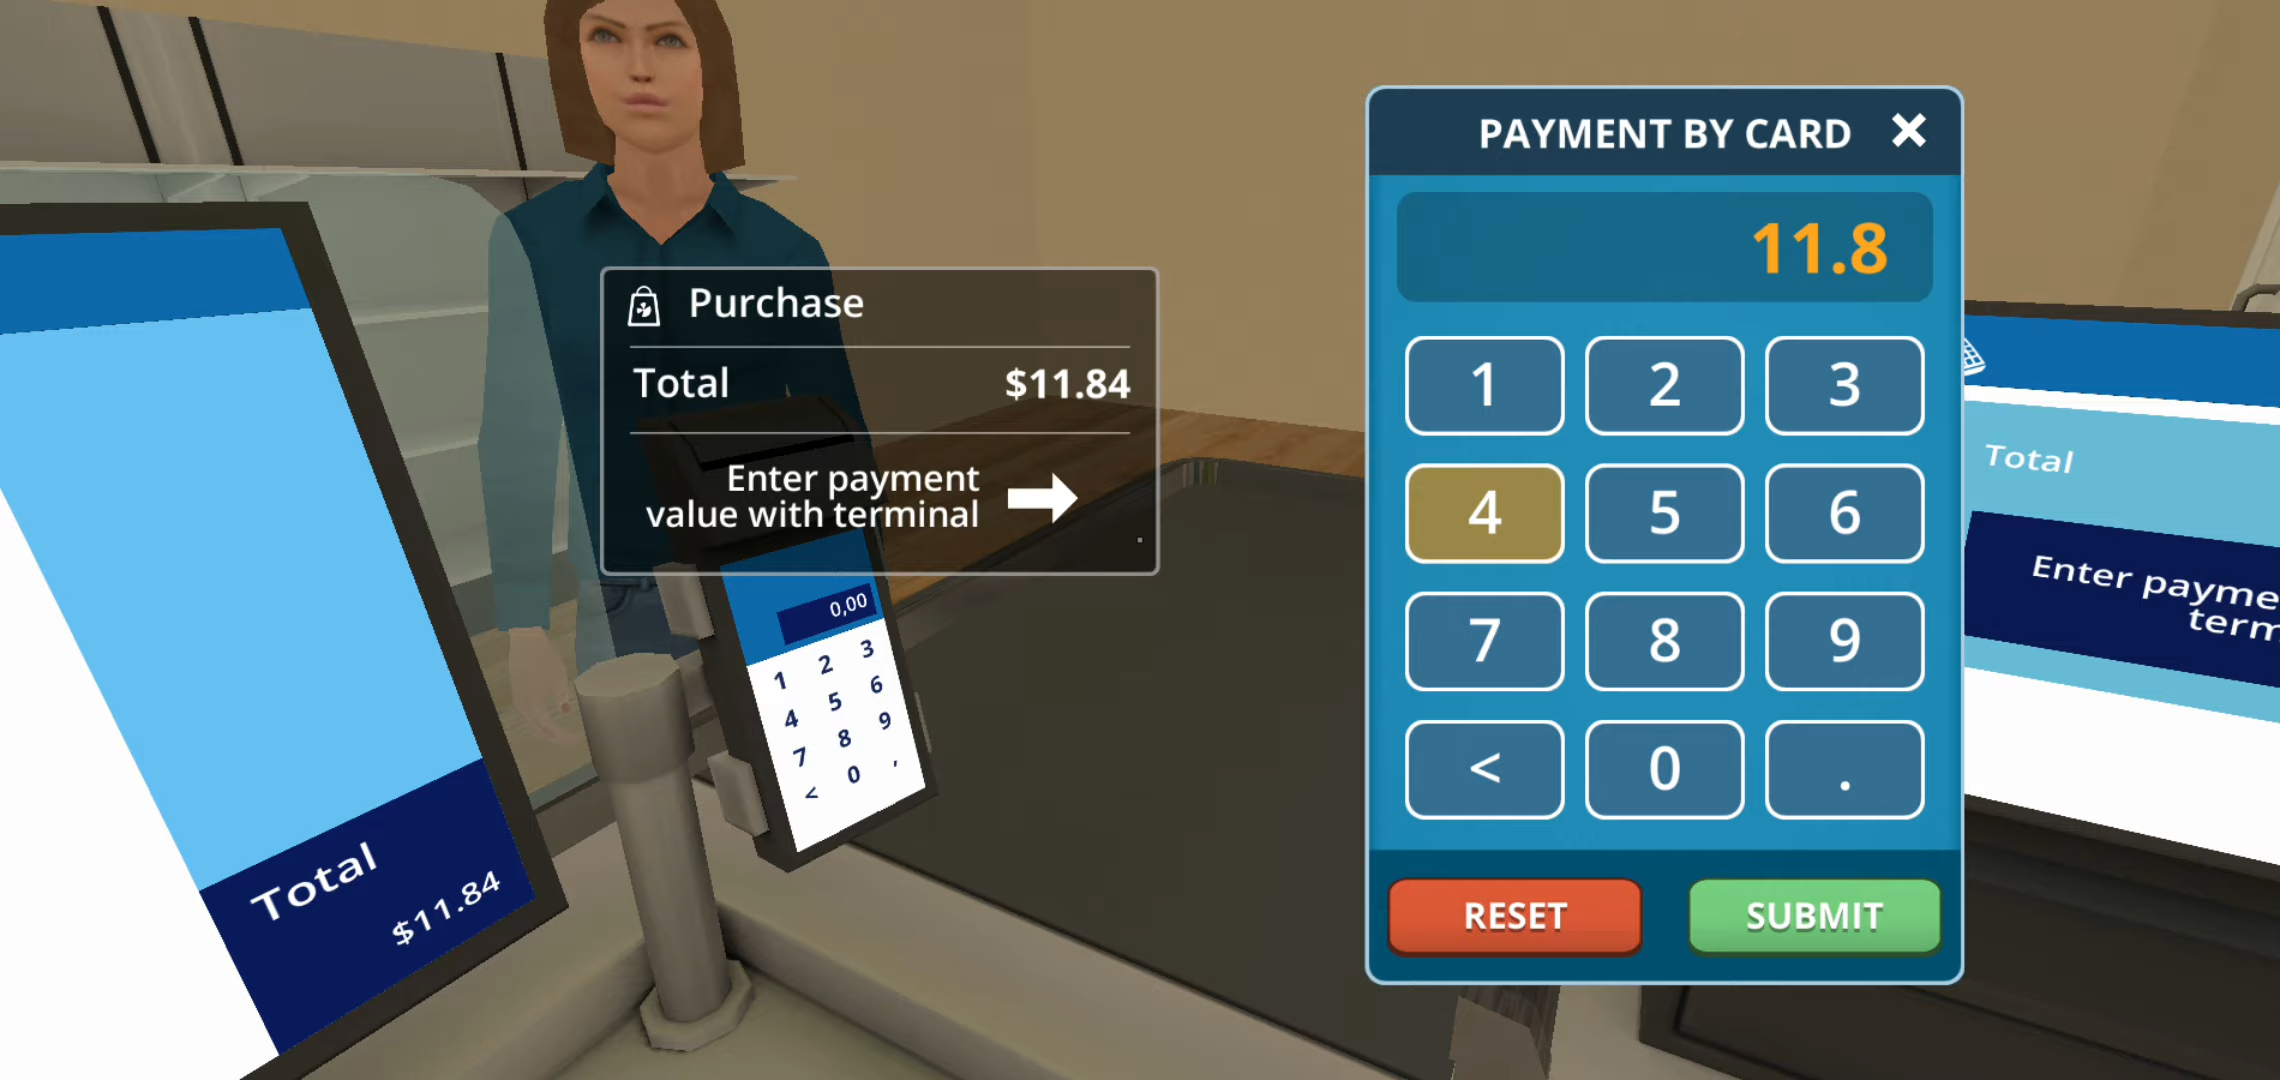 PAYMENT BY CARD
11.8
Purchase
Total $11.84
Enter payment
value with terminal
1 2 3
4 5 6
7 8 9
< 0 .
RESET SUBMIT
0,00
1 2 3
4 5 6
7 8 9
< 0 ,
Total
$11.84
Total
Enter